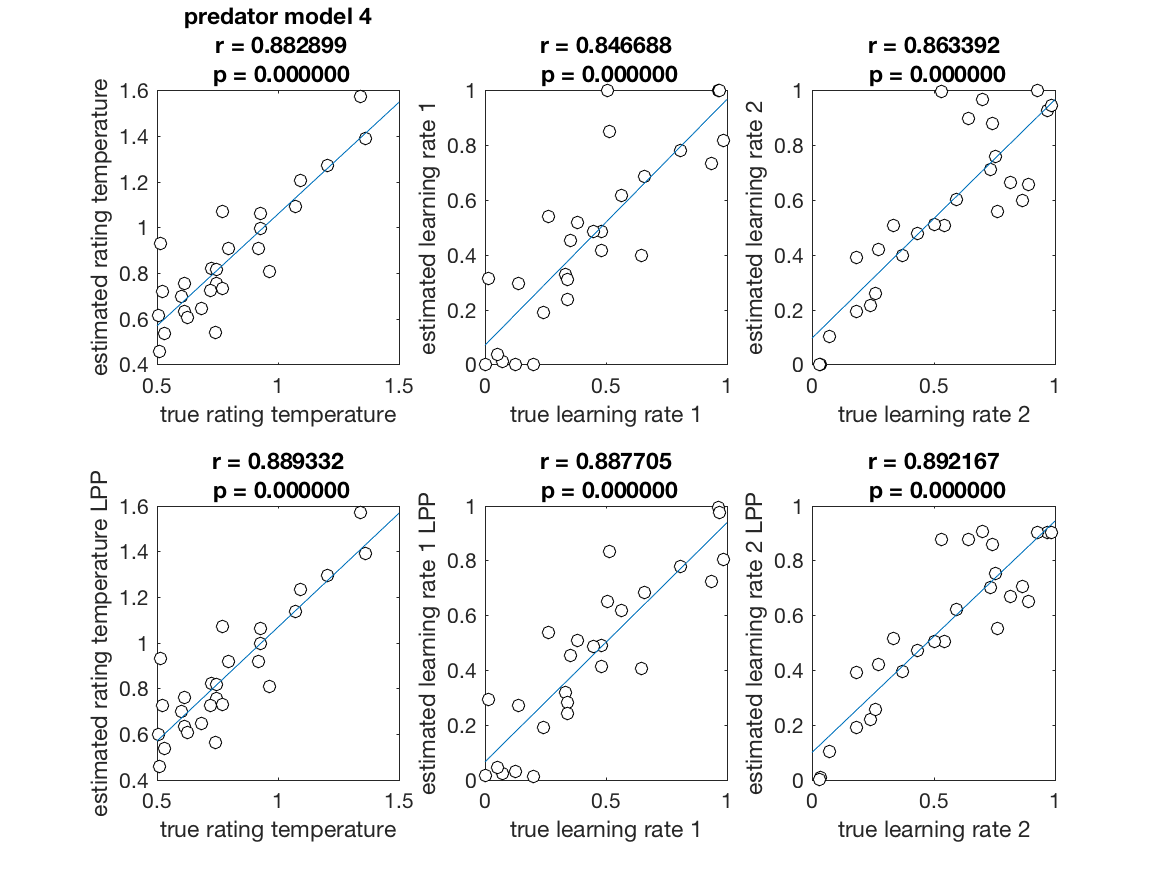 predator model 4
r = 0.882899
p = 0.000000
1.6
1.4
1.2
1
0.8
0.6
0.4
0.5
1
1.5
estimated rating temperature
true rating temperature
r = 0.846688
p = 0.000000
1
0.8
0.6
0.4
0.2
0
0
0.5
1
estimated learning rate 1
true learning rate 1
r = 0.863392
p = 0.000000
1
0.8
0.6
0.4
0.2
0
0
0.5
1
estimated learning rate 2
true learning rate 2
r = 0.889332
p = 0.000000
1.6
1.4
1.2
1
0.8
0.6
0.4
0.5
1
1.5
estimated rating temperature LPP
true rating temperature
r = 0.887705
p = 0.000000
1
0.8
0.6
0.4
0.2
0
0
0.5
1
estimated learning rate 1 LPP
true learning rate 1
r = 0.892167
p = 0.000000
1
0.8
0.6
0.4
0.2
0
0
0.5
1
estimated learning rate 2 LPP
true learning rate 2